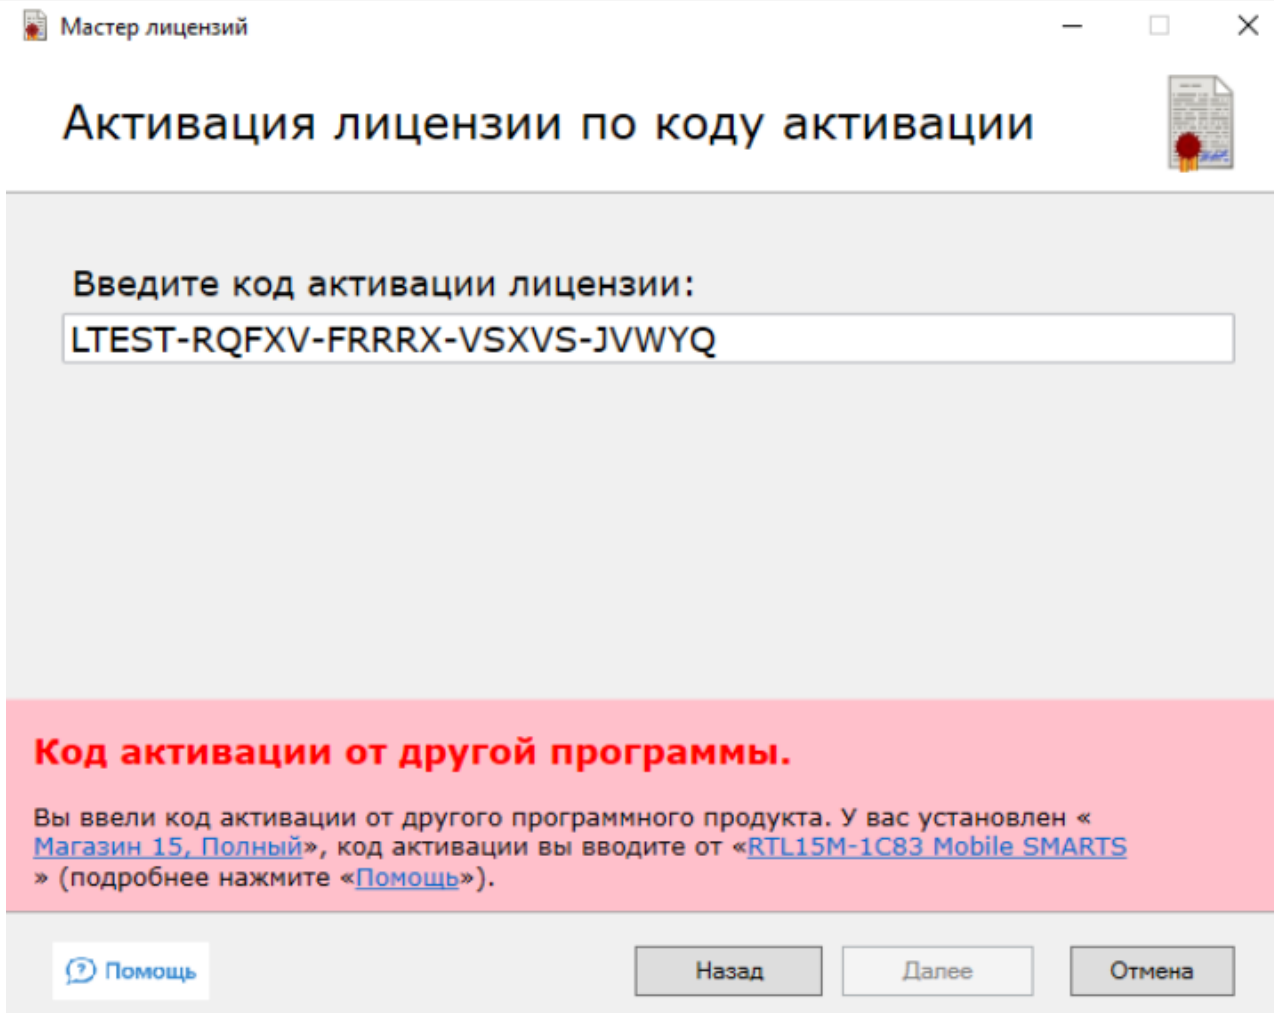 Мастер лицензий
Активация лицензии по коду активации
Введите код активации лицензии:
LTEST-RQFXV-FRRRX-VSXVS-JVWYQ
Код активации от другой программы.
Вы ввели код активации от другого программного продукта. У вас установлен «
Магазин 15, Полный», код активации вы вводите от «RTL15M-1C83 Mobile SMARTS
» (подробнее нажмите «Помощь»).
Помощь
Назад
Далее
Отмена